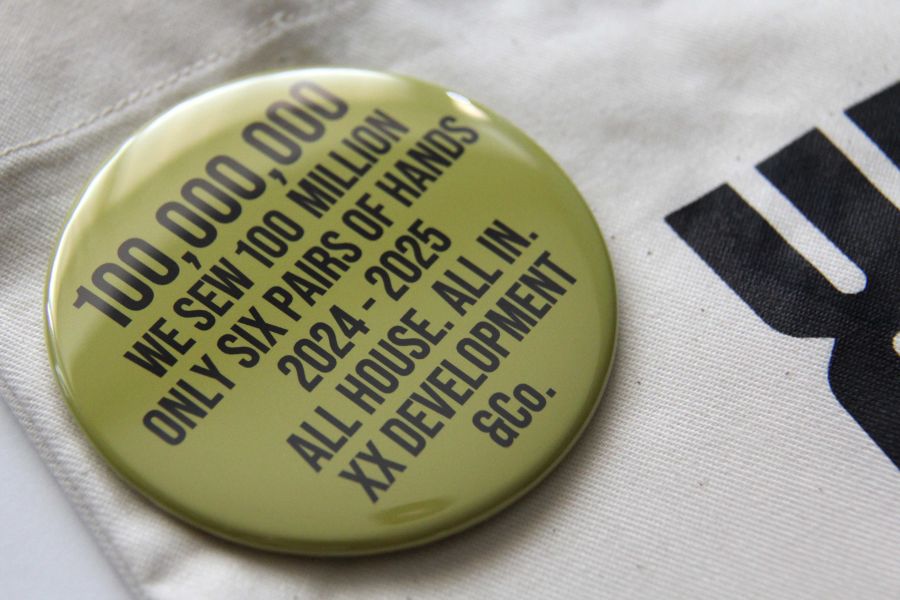 100,000,000
WE SEW 100 MILLION
ONLY SIX PAIRS OF HANDS
2024 - 2025
ALL HOUSE. ALL IN.
XX DEVELOPMENT
&Co.